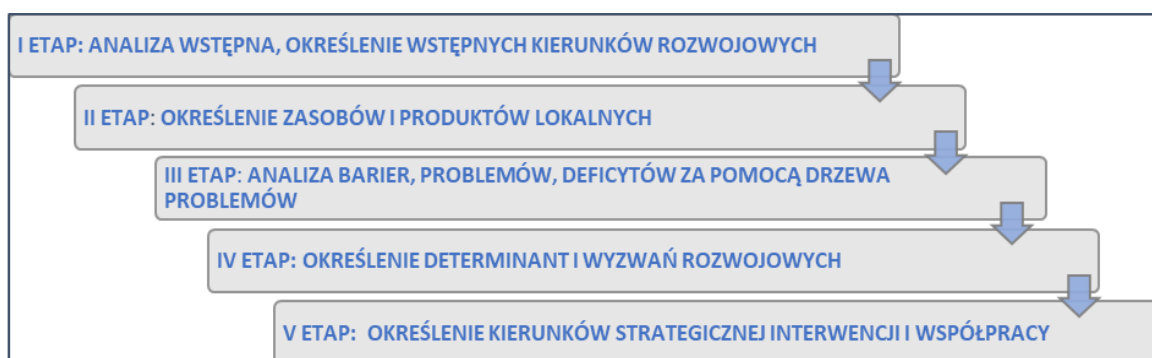 I ETAP: ANALIZA WSTĘPNA, OKREŚLENIE WSTĘPNYCH KIERUNKÓW ROZWOJOWYCH
II ETAP: OKREŚLENIE ZASOBÓW I PRODUKTÓW LOKALNYCH
III ETAP: ANALIZA BARIER, PROBLEMÓW, DEFICYTÓW ZA POMOCĄ DRZEWA
PROBLEMÓW
IV ETAP: OKREŚLENIE DETERMINANT I WYZWAŃ ROZWOJOWYCH
V ETAP: OKREŚLENIE KIERUNKÓW STRATEGICZNEJ INTERWENCJI I WSPÓŁPRACY